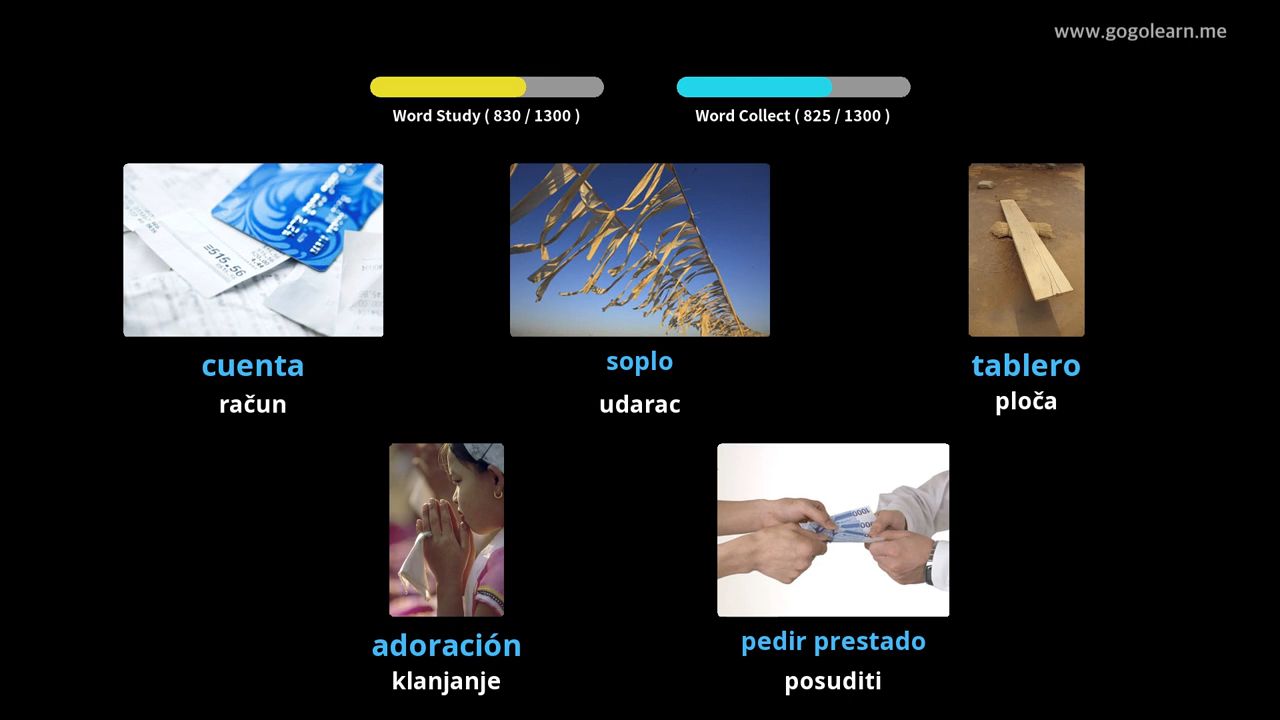 www.gogolearn.me
Word Study ( 830 / 1300 )
Word Collect ( 825 / 1300 )
cuenta
račun
soplo
udarac
tablero
ploča
adoración
klanjanje
pedir prestado
posuditi